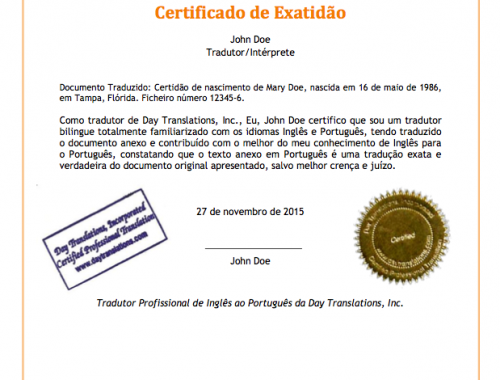 Certificado de Exatidão
John Doe
Tradutor/Intérprete
Documento Traduzido: Certidão de nascimento de Mary Doe, nascida em 16 de maio de 1986,
em Tampa, Flórida. Ficheiro número 12345-6.
Como tradutor de Day Translations, Inc., Eu, John Doe certifico que sou um tradutor
bilingue totalmente familiarizado com os idiomas Inglês e Português, tendo traduzido
o documento anexo e contribuído com o melhor do meu conhecimento de Inglês para
o Português, constatando que o texto anexo em Português é uma tradução exata e
verdadeira do documento original apresentado, salvo melhor crença e juízo.
Day Translations, Incorporated
Certified Professional Translation
www.daytranslations.com
27 de novembro de 2015
John Doe
Certified
Tradutor Profissional de Inglês ao Português da Day Translations, Inc.